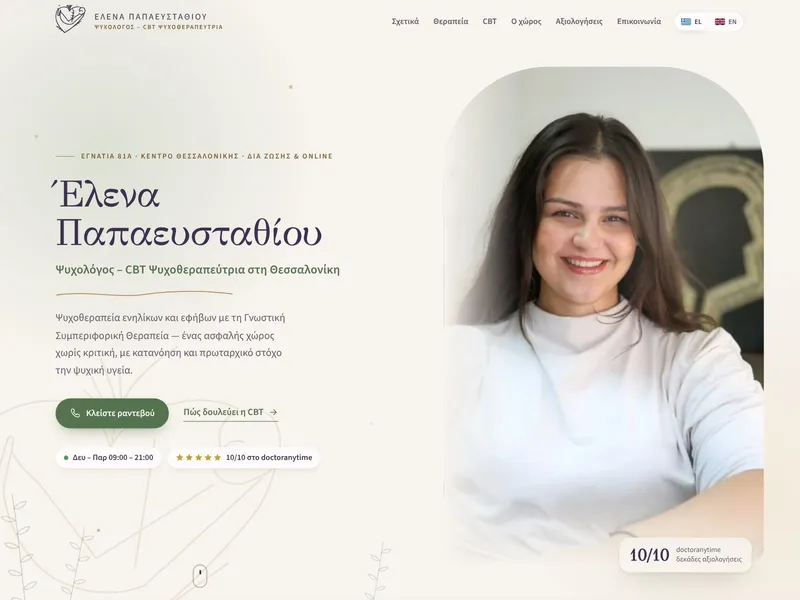 ΕΛΕΝΑ ΠΑΠΑΕΥΣΤΑΘΙΟΥ
ΨΥΧΟΛΟΓΟΣ – CBT ΨΥΧΟΘΕΡΑΠΕΥΤΡΙΑ
Σχετικά Θεραπεία CBT Ο χώρος Αξιολογήσεις Επικοινωνία EL EN
ΕΓΝΑΤΙΑ 81Α · ΚΕΝΤΡΟ ΘΕΣΣΑΛΟΝΙΚΗΣ · ΔΙΑ ΖΩΣΗΣ & ONLINE
Έλενα
Παπαευσταθίου
Ψυχολόγος – CBT Ψυχοθεραπεύτρια στη Θεσσαλονίκη
Ψυχοθεραπεία ενηλίκων και εφήβων με τη Γνωστική
Συμπεριφορική Θεραπεία — ένας ασφαλής χώρος
χωρίς κριτική, με κατανόηση και πρωταρχικό στόχο
την ψυχική υγεία.
Κλείστε ραντεβού Πώς δουλεύει η CBT →
Δευ – Παρ 09:00 – 21:00 ★★★★★ 10/10 στο doctoranytime
10/10 doctoranytime
δεκάδες αξιολογήσεις